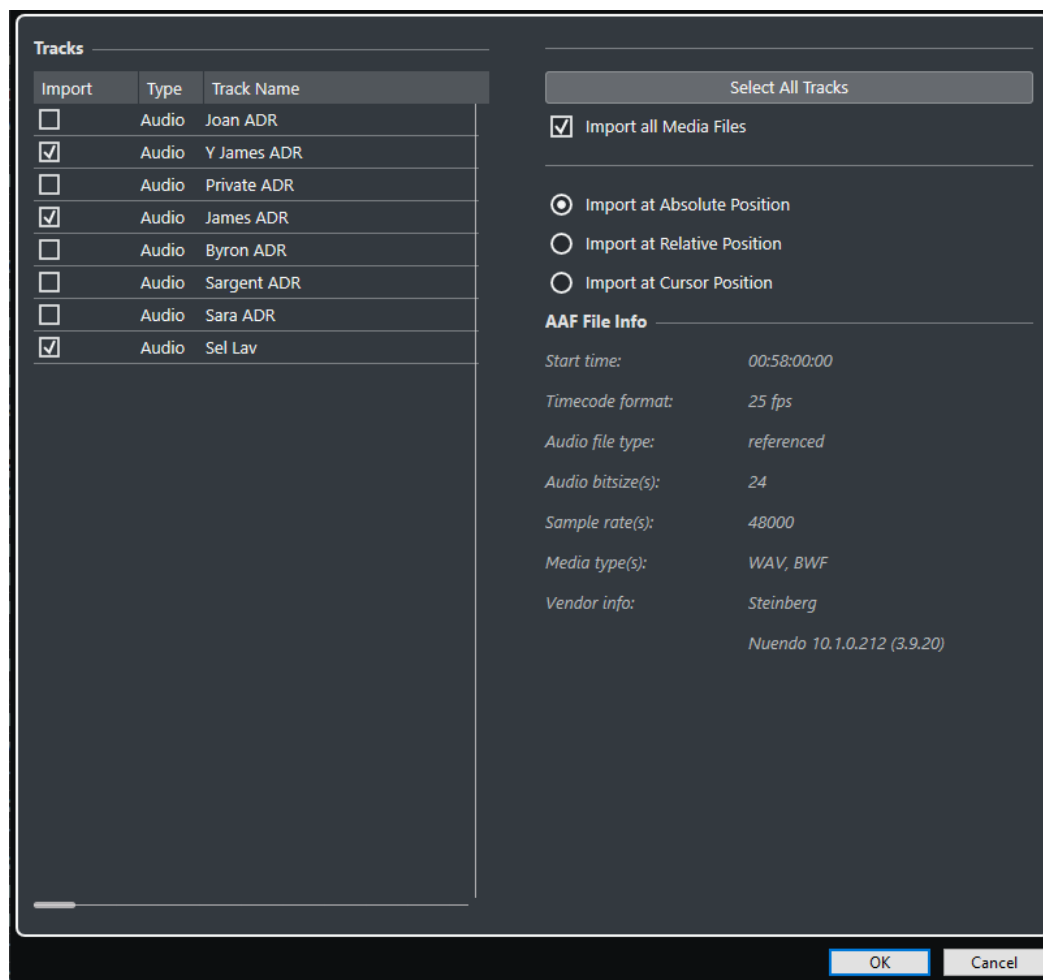 Tracks
Import Type Track Name
Audio Joan ADR
Audio Y James ADR
Audio Private ADR
Audio James ADR
Audio Byron ADR
Audio Sargent ADR
Audio Sara ADR
Audio Sel Lav
Select All Tracks
Import all Media Files
Import at Absolute Position
Import at Relative Position
Import at Cursor Position
AAF File Info
Start time: 00:58:00:00
Timecode format: 25 fps
Audio file type: referenced
Audio bitsize(s): 24
Sample rate(s): 48000
Media type(s): WAV, BWF
Vendor info: Steinberg
Nuendo 10.1.0.212 (3.9.20)
OK Cancel